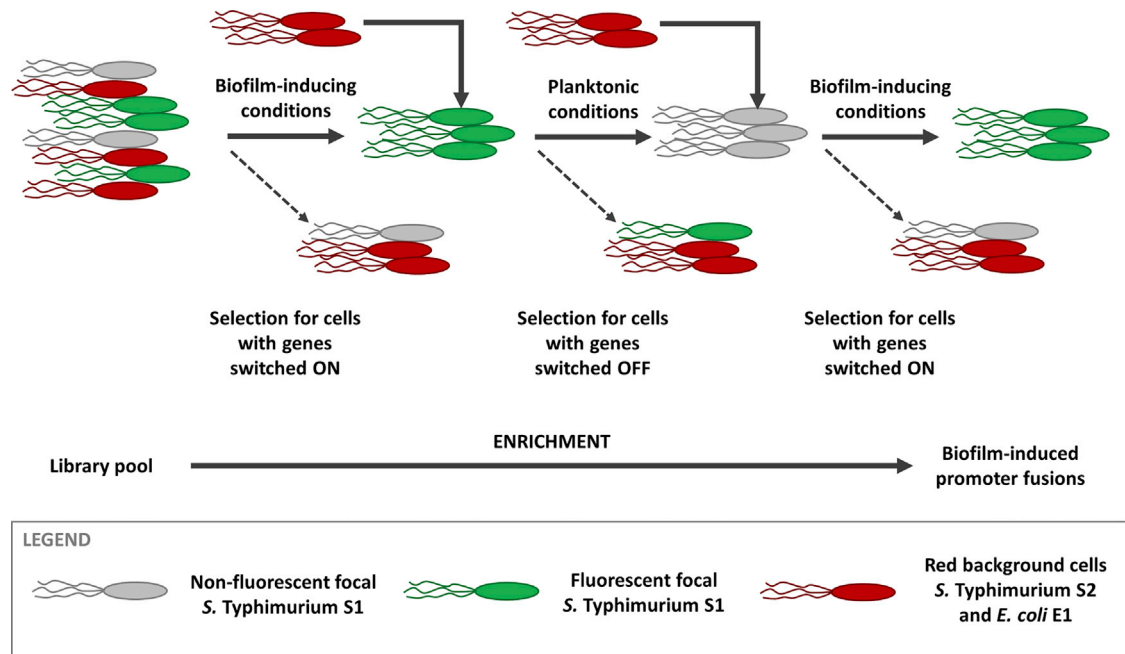 Biofilm-inducing
conditions
Planktonic
conditions
Biofilm-inducing
conditions
Selection for cells
with genes
switched ON
Selection for cells
with genes
switched OFF
Selection for cells
with genes
switched ON
ENRICHMENT
Library pool
Biofilm-induced
promoter fusions
LEGEND
Non-fluorescent focal
S. Typhimurium S1
Fluorescent focal
S. Typhimurium S1
Red background cells
S. Typhimurium S2
and E. coli E1